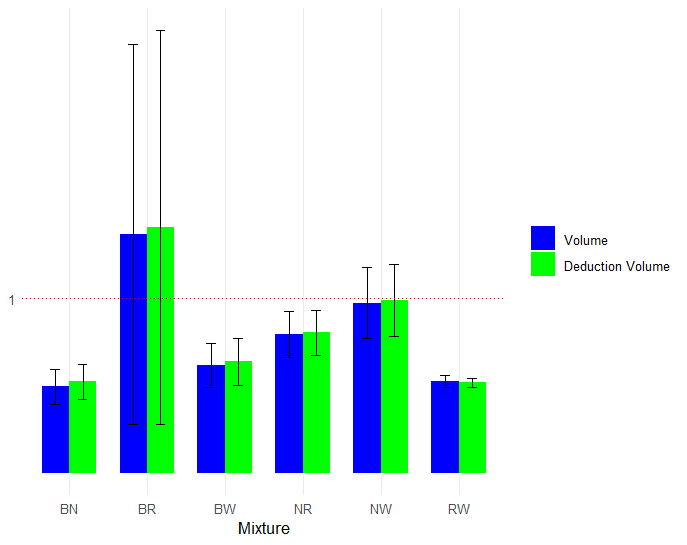 1
BN BR BW NR NW RW
Mixture
Volume
Deduction Volume